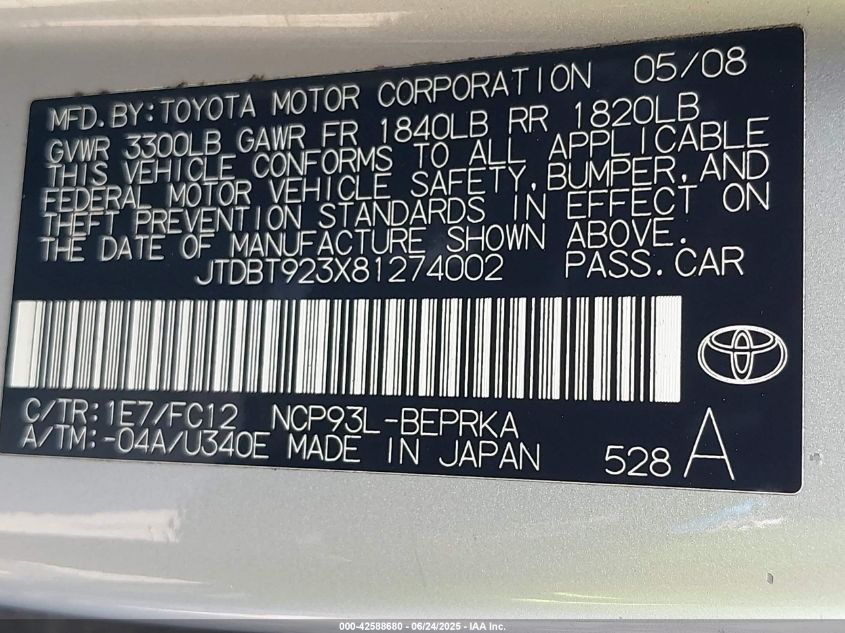 MFD. BY: TOYOTA MOTOR CORPORATION 05/08
GVWR 3300LB GAWR FR 1840LB RR 1820LB
THIS VEHICLE CONFORMS TO ALL APPLICABLE
FEDERAL MOTOR VEHICLE SAFETY, BUMPER, AND
THEFT PREVENTION STANDARDS IN EFFECT ON
THE DATE OF MANUFACTURE SHOWN ABOVE.
JTDBT923X81274002 PASS. CAR
C/TR: 1E7/FC12 NCP93L-BEPRKA
A/TM: -04A/U340E MADE IN JAPAN 528 A
000-42588680 - 06/24/2025 - IAA Inc.